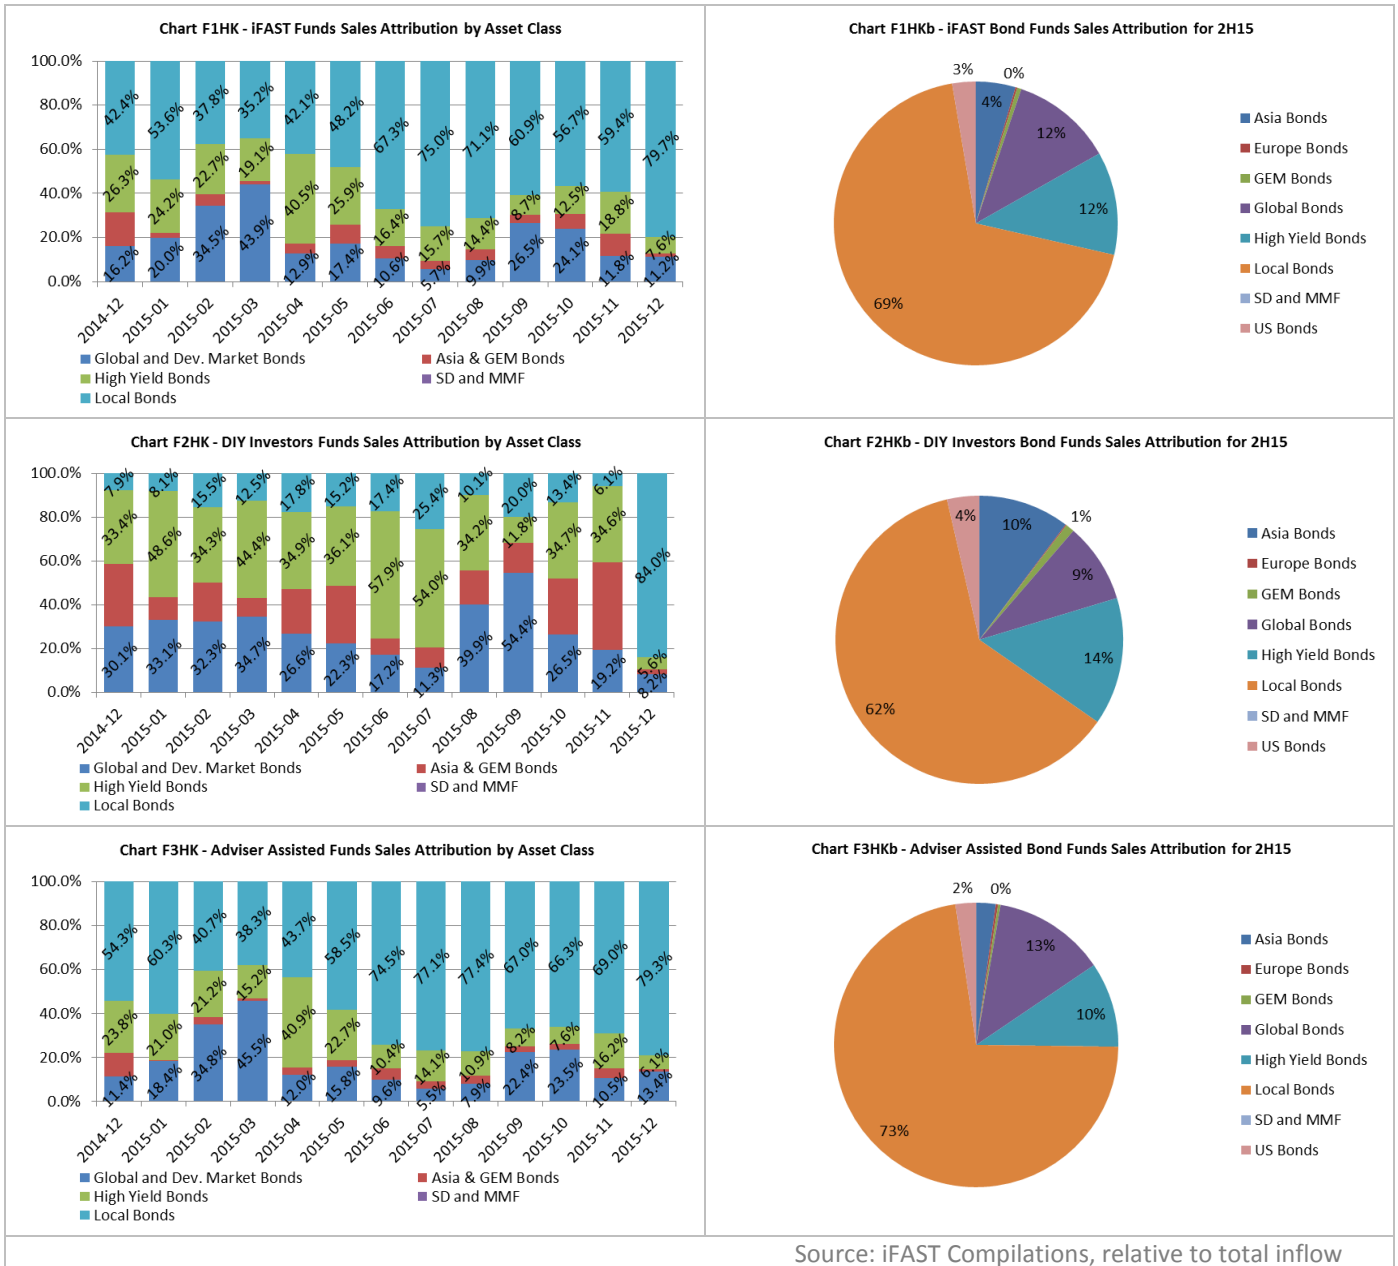 Chart F1HK - iFAST Funds Sales Attribution by Asset Class
100.0%
80.0%
60.0%
40.0%
20.0%
0.0%
42.4% 53.6% 37.8% 35.2% 42.1% 48.2% 67.3% 75.0% 71.1% 60.9% 56.7% 59.4% 79.7%
26.3% 24.2% 22.7% 19.1% 40.5% 25.9% 16.4% 15.7% 14.4% 8.7% 12.5% 18.8% 7.6%
16.2% 20.0% 34.5% 43.9% 12.9% 17.4% 10.6% 5.7% 9.9% 26.5% 24.1% 11.8% 11.2%
2014-12 2015-01 2015-02 2015-03 2015-04 2015-05 2015-06 2015-07 2015-08 2015-09 2015-10 2015-11 2015-12
Global and Dev. Market Bonds Asia & GEM Bonds
High Yield Bonds SD and MMF
Local Bonds
Chart F1HKb - iFAST Bond Funds Sales Attribution for 2H15
3% 0%
4%
12%
12%
69%
Asia Bonds
Europe Bonds
GEM Bonds
Global Bonds
High Yield Bonds
Local Bonds
SD and MMF
US Bonds
Chart F2HK - DIY Investors Funds Sales Attribution by Asset Class
100.0%
80.0%
60.0%
40.0%
20.0%
0.0%
7.9% 8.1% 15.5% 12.5% 17.8% 15.2% 17.4% 25.4% 10.1% 20.0% 13.4% 6.1% 84.0%
33.4% 48.6% 34.3% 44.4% 34.9% 36.1% 57.9% 54.0% 34.2% 11.8% 34.7% 34.6% 5.6%
30.1% 33.1% 32.3% 34.7% 26.6% 22.3% 17.2% 11.3% 39.9% 54.4% 26.5% 19.2% 8.2%
2014-12 2015-01 2015-02 2015-03 2015-04 2015-05 2015-06 2015-07 2015-08 2015-09 2015-10 2015-11 2015-12
Global and Dev. Market Bonds Asia & GEM Bonds
High Yield Bonds SD and MMF
Local Bonds
Chart F2HKb - DIY Investors Bond Funds Sales Attribution for 2H15
4% 10% 1%
9%
14%
62%
Asia Bonds
Europe Bonds
GEM Bonds
Global Bonds
High Yield Bonds
Local Bonds
SD and MMF
US Bonds
Chart F3HK - Adviser Assisted Funds Sales Attribution by Asset Class
100.0%
80.0%
60.0%
40.0%
20.0%
0.0%
54.3% 60.3% 40.7% 38.3% 43.7% 58.5% 74.5% 77.1% 77.4% 67.0% 66.3% 69.0% 79.3%
23.8% 21.0% 21.2% 15.2% 40.9% 22.7% 10.4% 14.1% 10.9% 8.2% 7.6% 16.2% 6.1%
11.4% 18.4% 34.8% 45.5% 12.0% 15.8% 9.6% 5.5% 7.9% 22.4% 23.5% 10.5% 13.4%
2014-12 2015-01 2015-02 2015-03 2015-04 2015-05 2015-06 2015-07 2015-08 2015-09 2015-10 2015-11 2015-12
Global and Dev. Market Bonds Asia & GEM Bonds
High Yield Bonds SD and MMF
Local Bonds
Chart F3HKb - Adviser Assisted Bond Funds Sales Attribution for 2H15
2% 0%
13%
10%
73%
Asia Bonds
Europe Bonds
GEM Bonds
Global Bonds
High Yield Bonds
Local Bonds
SD and MMF
US Bonds
Source: iFAST Compilations, relative to total inflow